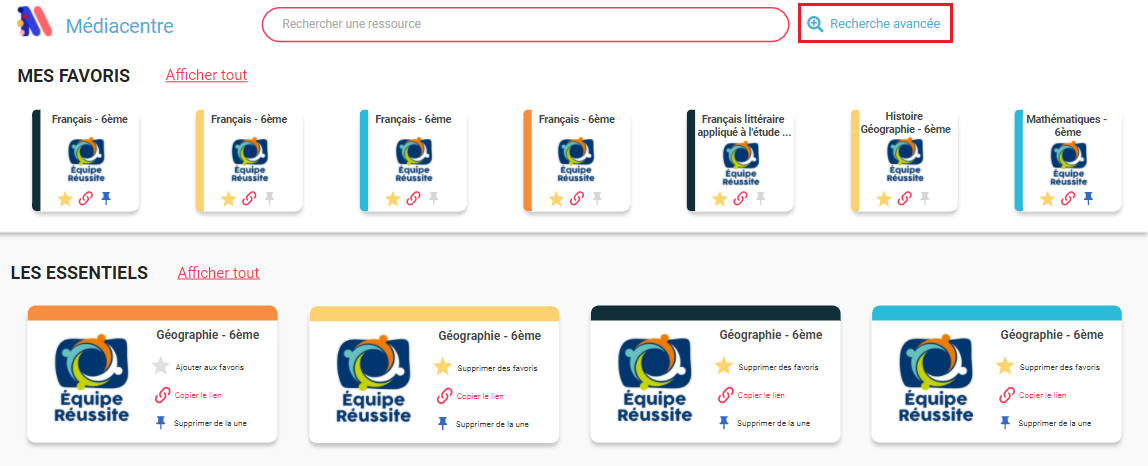 Médiacentre
Rechercher une ressource
Recherche avancée
MES FAVORIS
Afficher tout
Français - 6ème
Équipe
Réussite
Français - 6ème
Équipe
Réussite
Français - 6ème
Équipe
Réussite
Français - 6ème
Équipe
Réussite
Français littéraire
appliqué à l'étude ...
Équipe
Réussite
Histoire
Géographie - 6ème
Équipe
Réussite
Mathématiques -
6ème
Équipe
Réussite
LES ESSENTIELS
Afficher tout
Géographie - 6ème
Équipe
Réussite
Ajouter aux favoris
Copier le lien
Supprimer de la une
Géographie - 6ème
Équipe
Réussite
Supprimer des favoris
Copier le lien
Supprimer de la une
Géographie - 6ème
Équipe
Réussite
Supprimer des favoris
Copier le lien
Supprimer de la une
Géographie - 6ème
Équipe
Réussite
Supprimer des favoris
Copier le lien
Supprimer de la une